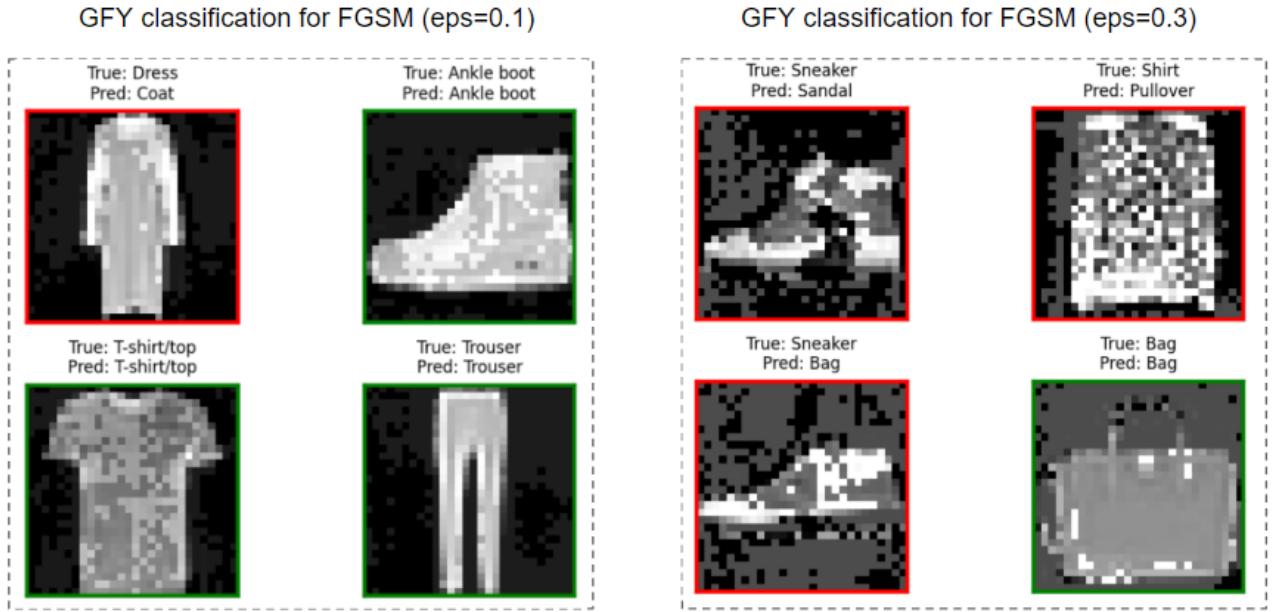 GFY classification for FGSM (eps=0.1)
True: Dress
Pred: Coat
True: Ankle boot
Pred: Ankle boot
True: T-shirt/top
Pred: T-shirt/top
True: Trouser
Pred: Trouser
GFY classification for FGSM (eps=0.3)
True: Sneaker
Pred: Sandal
True: Shirt
Pred: Pullover
True: Sneaker
Pred: Bag
True: Bag
Pred: Bag